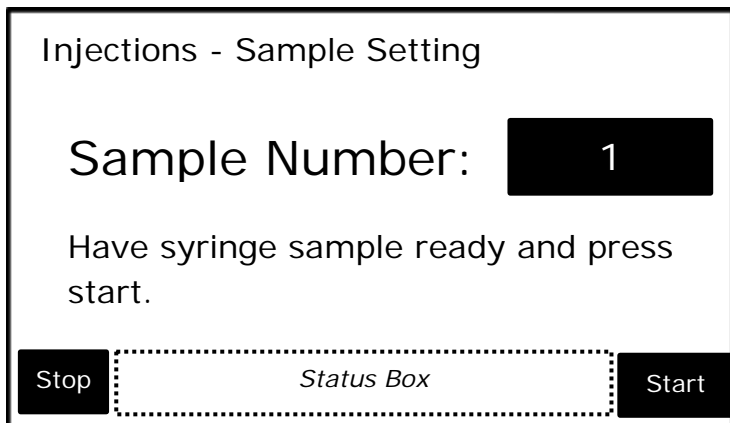 Injections - Sample Setting
Sample Number: 1
Have syringe sample ready and press
start.
Stop Status Box Start